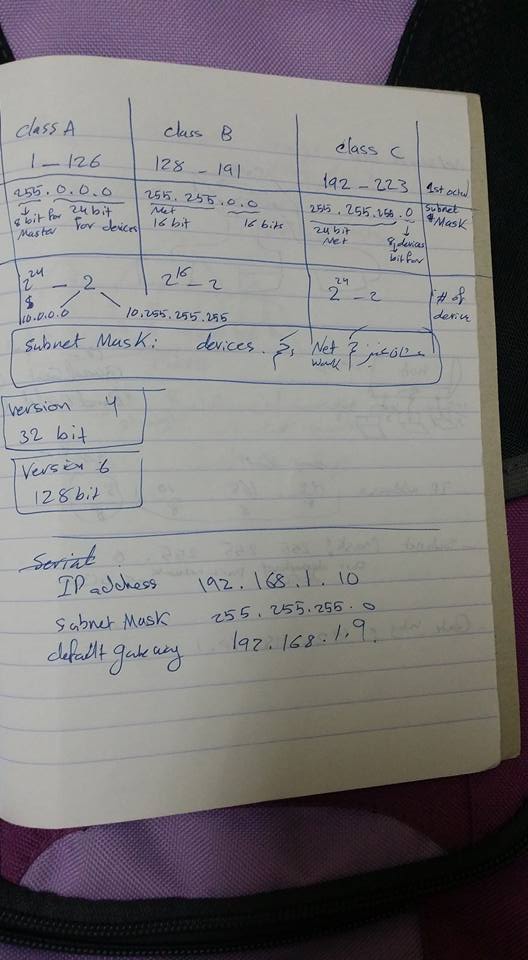 class A class B class C
1 - 126 128 - 191 192 - 223 1st octed
255.0.0.0 255.255.0.0 255.255.255.0 subnet Mask
8 bit for Master 24 bit for devices Net 16 bit 16 bits 24 bit Net 8 devices bit for
2^24 - 2 2^16 - 2 2^24 - 2 # of device
10.0.0.0 10.255.255.255
subnet Mask: devices. Net work
version 4
32 bit
Version 6
128 bit
Serial
IP address 192.168.1.10
subnet Mask 255.255.255.0
default gateway 192.168.1.9.